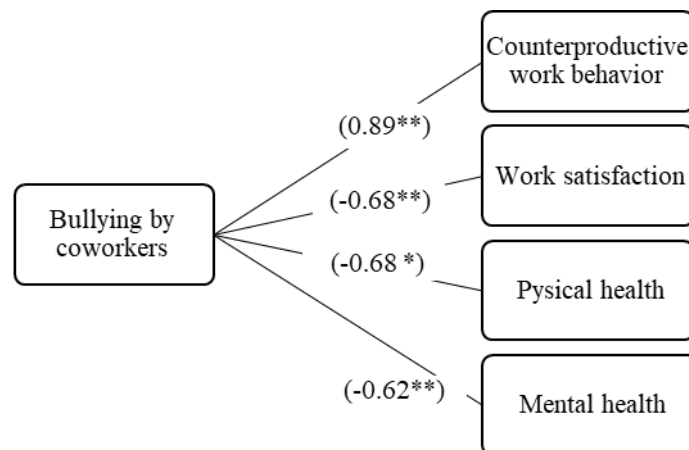 Counterproductive
work behavior
(0.89**)
Work satisfaction
(-0.68**)
Bullying by
coworkers
(-0.68 *)
Pysical health
(-0.62**)
Mental health